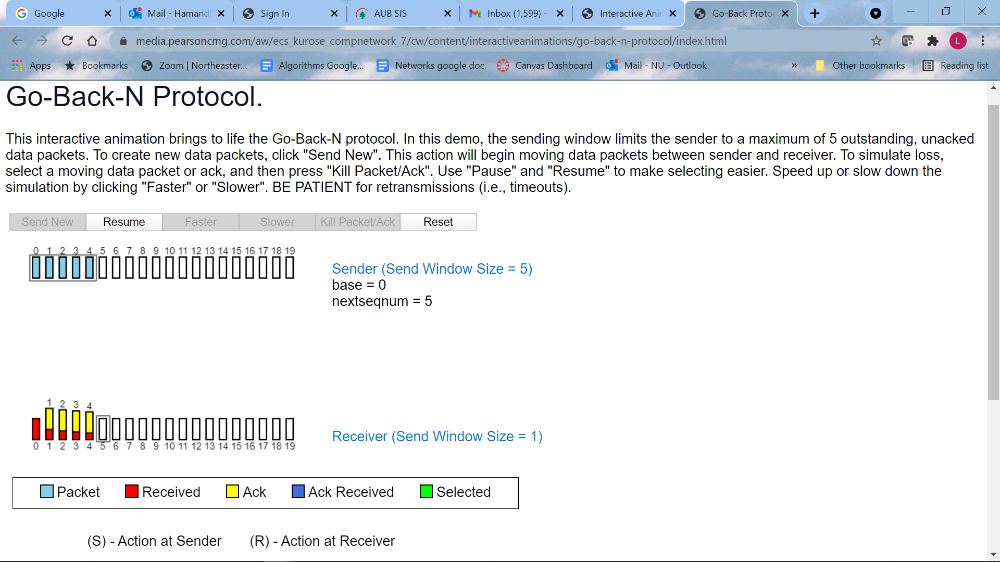 Google
Mail - Hamandi
Sign In
AUB SIS
Inbox (1,599) -
Interactive Anir
Go-Back Protoc
media.pearsoncmg.com/aw/ecs_kurose_compnetwork_7/cw/content/interactiveanimations/go-back-n-protocol/index.html
L
Apps
Bookmarks
Zoom | Northeaster...
Algorithms Google...
Networks google doc
Canvas Dashboard
Mail - NU - Outlook
»
Other bookmarks
Reading list
Go-Back-N Protocol.
This interactive animation brings to life the Go-Back-N protocol. In this demo, the sending window limits the sender to a maximum of 5 outstanding, unacked
data packets. To create new data packets, click "Send New". This action will begin moving data packets between sender and receiver. To simulate loss,
select a moving data packet or ack, and then press "Kill Packet/Ack". Use "Pause" and "Resume" to make selecting easier. Speed up or slow down the
simulation by clicking "Faster" or "Slower". BE PATIENT for retransmissions (i.e., timeouts).
Send New Resume Faster Slower Kill Packet/Ack Reset
0 1 2 3 4 5 6 7 8 9 10 11 12 13 14 15 16 17 18 19
Sender (Send Window Size = 5)
base = 0
nextseqnum = 5
1 2 3 4
Receiver (Send Window Size = 1)
0 1 2 3 4 5 6 7 8 9 10 11 12 13 14 15 16 17 18 19
Packet Received Ack Ack Received Selected
(S) - Action at Sender (R) - Action at Receiver